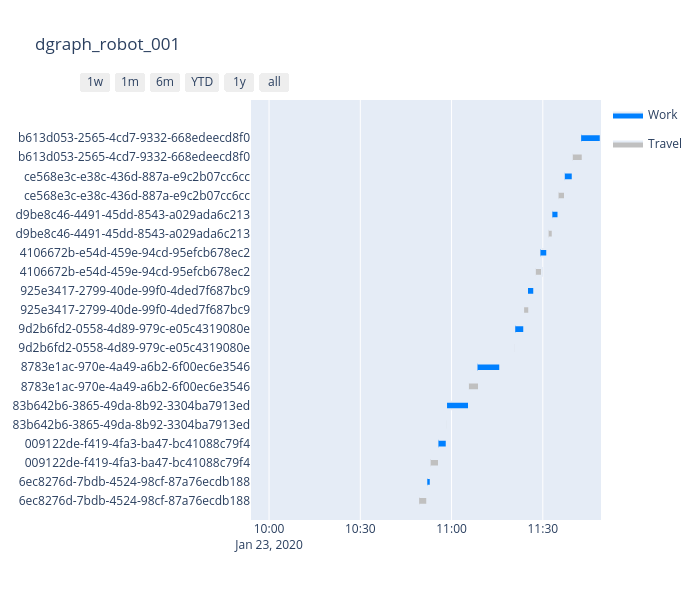 dgraph_robot_001
1w 1m 6m YTD 1y all
Work
Travel
b613d053-2565-4cd7-9332-668edeecd8f0
b613d053-2565-4cd7-9332-668edeecd8f0
ce568e3c-e38c-436d-887a-e9c2b07cc6cc
ce568e3c-e38c-436d-887a-e9c2b07cc6cc
d9be8c46-4491-45dd-8543-a029ada6c213
d9be8c46-4491-45dd-8543-a029ada6c213
4106672b-e54d-459e-94cd-95efcb678ec2
4106672b-e54d-459e-94cd-95efcb678ec2
925e3417-2799-40de-99f0-4ded7f687bc9
925e3417-2799-40de-99f0-4ded7f687bc9
9d2b6fd2-0558-4d89-979c-e05c4319080e
9d2b6fd2-0558-4d89-979c-e05c4319080e
8783e1ac-970e-4a49-a6b2-6f00ec6e3546
8783e1ac-970e-4a49-a6b2-6f00ec6e3546
83b642b6-3865-49da-8b92-3304ba7913ed
83b642b6-3865-49da-8b92-3304ba7913ed
009122de-f419-4fa3-ba47-bc41088c79f4
009122de-f419-4fa3-ba47-bc41088c79f4
6ec8276d-7bdb-4524-98cf-87a76ecdb188
6ec8276d-7bdb-4524-98cf-87a76ecdb188
10:00 10:30 11:00 11:30
Jan 23, 2020